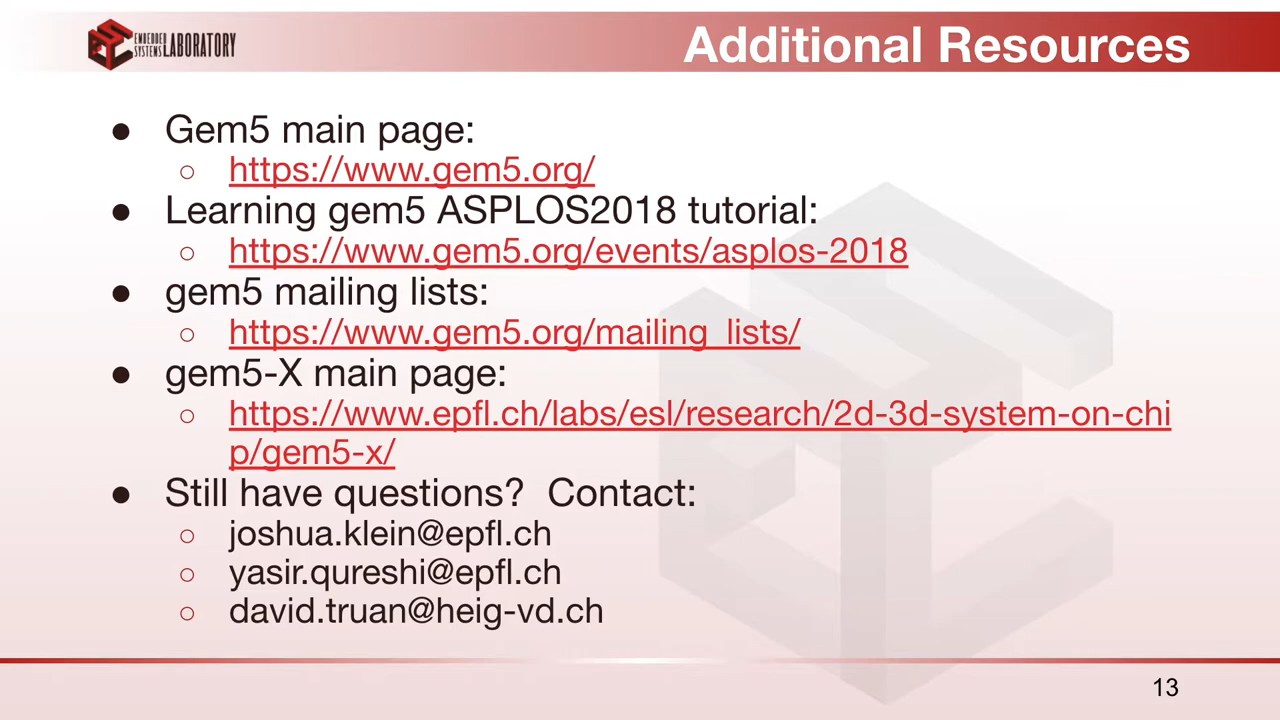 EMBEDDED
SYSTEMS LABORATORY
Additional Resources
● Gem5 main page:
○ https://www.gem5.org/
● Learning gem5 ASPLOS2018 tutorial:
○ https://www.gem5.org/events/asplos-2018
● gem5 mailing lists:
○ https://www.gem5.org/mailing_lists/
● gem5-X main page:
○ https://www.epfl.ch/labs/esl/research/2d-3d-system-on-chi
p/gem5-x/
● Still have questions?  Contact:
○ joshua.klein@epfl.ch
○ yasir.qureshi@epfl.ch
○ david.truan@heig-vd.ch
13